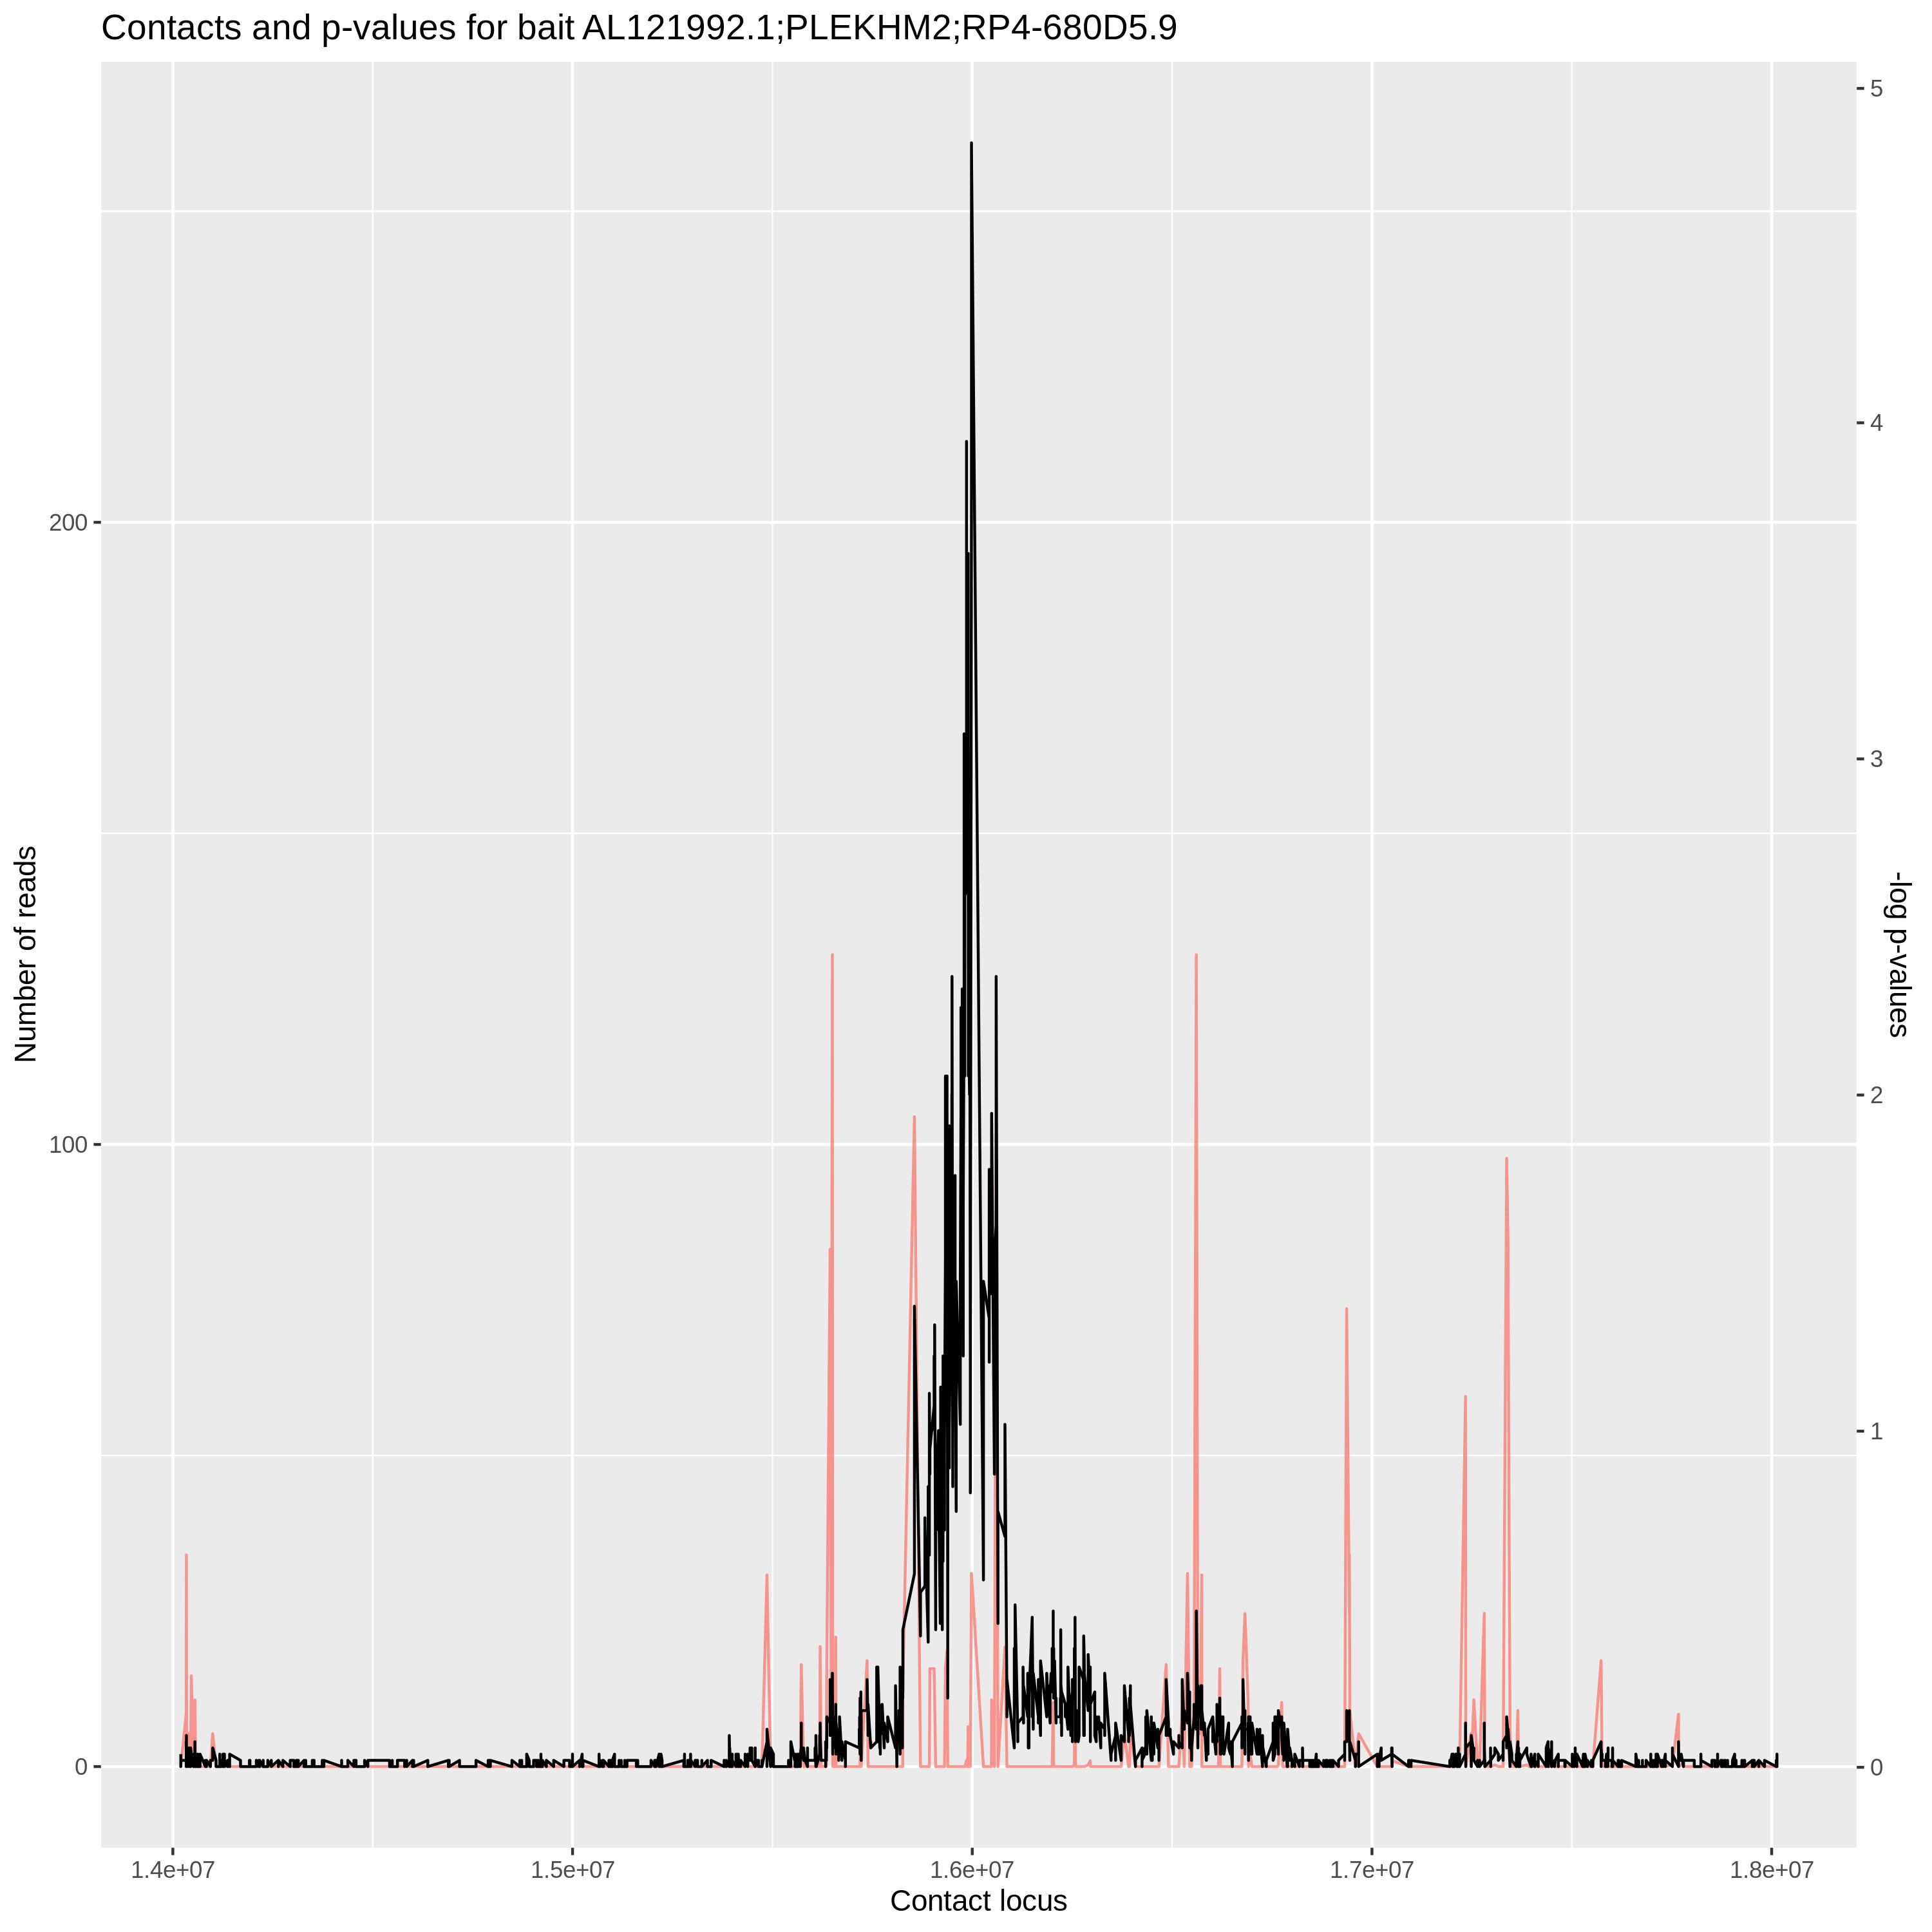 Contacts and p-values for bait AL121992.1;PLEKHM2;RP4-680D5.9
5
4
200
3
Number of reads
-log p-values
2
100
1
0
0
1.4e+07
1.5e+07
1.6e+07
1.7e+07
1.8e+07
Contact locus